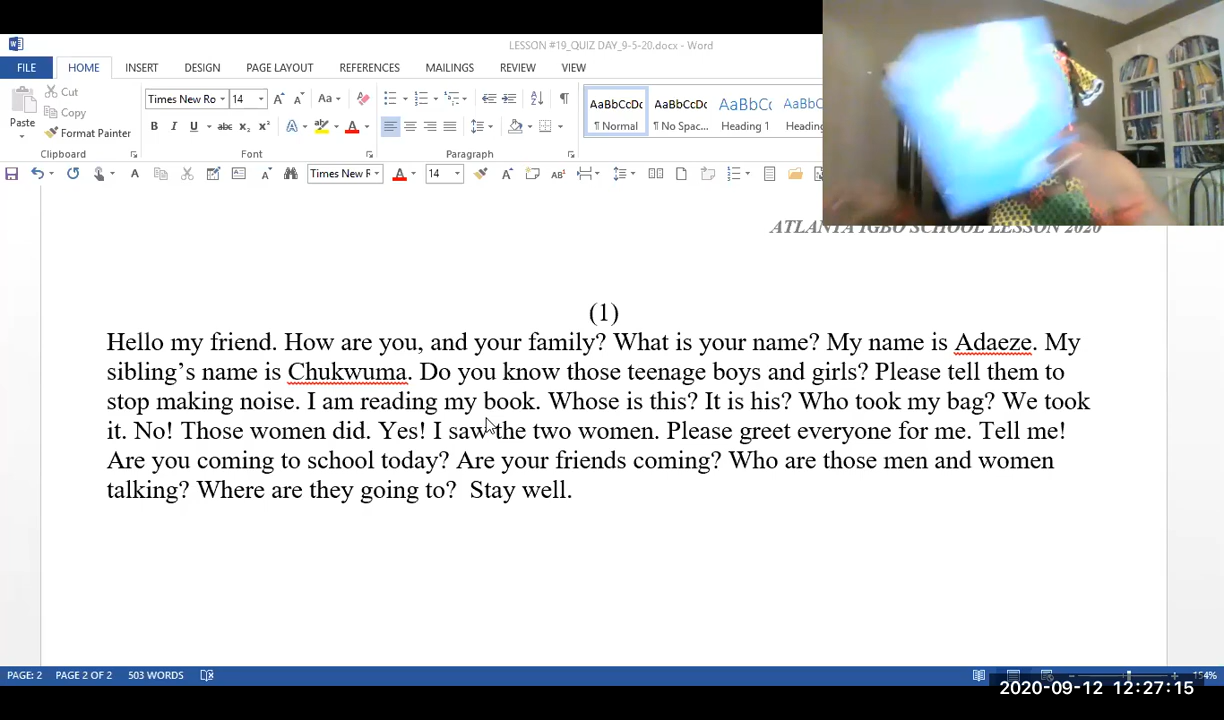 LESSON #19_QUIZ DAY_9-5-20.docx - Word
FILE HOME INSERT DESIGN PAGE LAYOUT REFERENCES MAILINGS REVIEW VIEW
Cut
Copy
Format Painter
Paste
Times New Ro 14
AaBbCcDc AaBbCcDc AaBbCc AaBbCc
¶ Normal ¶ No Spac... Heading 1 Heading
Clipboard Font Paragraph
Times New R 14
ATLANTA IGBO SCHOOL LESSON 2020
(1)
Hello my friend. How are you, and your family? What is your name? My name is Adaeze. My
sibling’s name is Chukwuma. Do you know those teenage boys and girls? Please tell them to
stop making noise. I am reading my book. Whose is this? It is his? Who took my bag? We took
it. No! Those women did. Yes! I saw the two women. Please greet everyone for me. Tell me!
Are you coming to school today? Are your friends coming? Who are those men and women
talking? Where are they going to?  Stay well.
PAGE: 2 PAGE 2 OF 2 503 WORDS 154%
2020-09-12 12:27:15